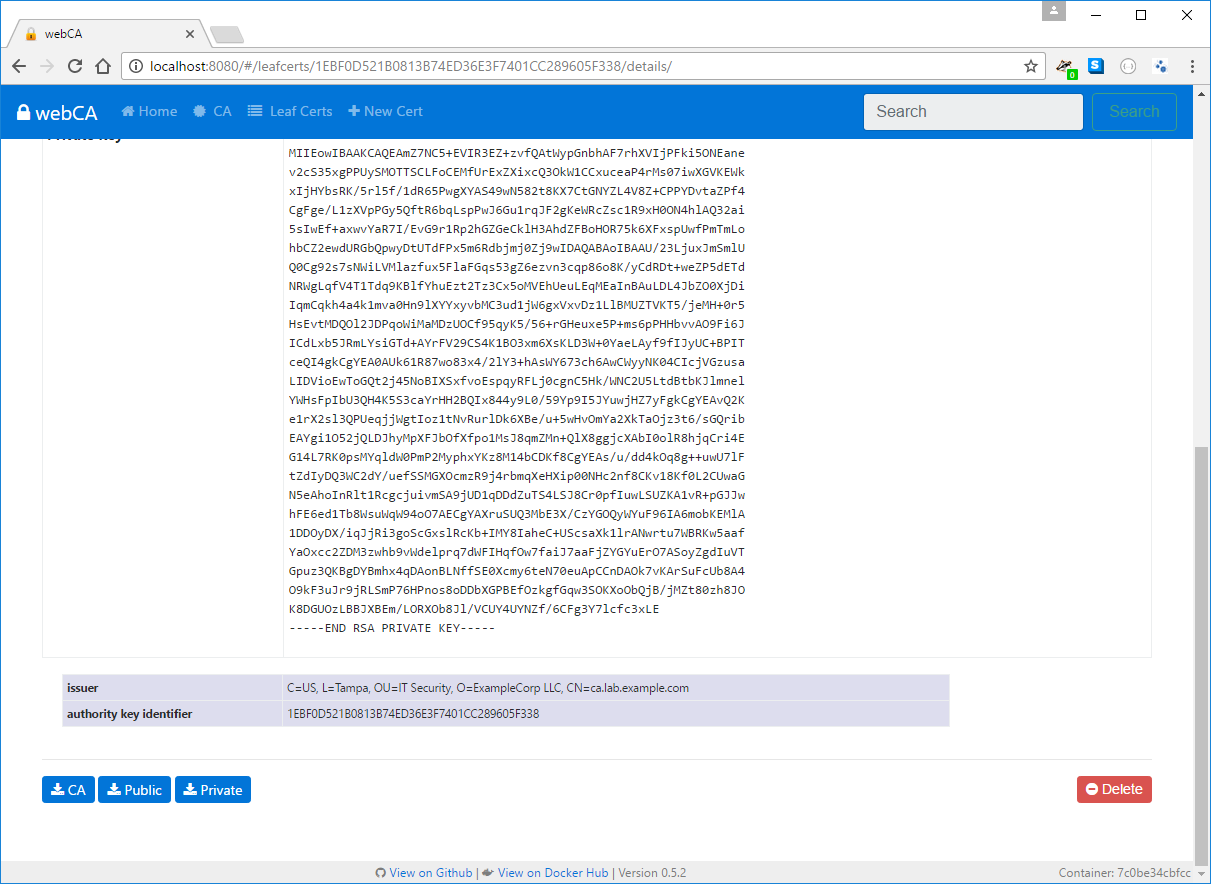 webCA
localhost:8080/#/leafcerts/1EBF0D521B0813B74ED36E3F7401CC289605F338/details/
0
S
webCA Home CA Leaf Certs New Cert Search Search
MIIEowIBAAKCAQEAmZ7NC5+EVIR3EZ+zvfQAtWypGnbhAF7rhXVIjPFki5ONEane
v2cS35xgPPUySMOTTSCLFoCEMfUrExZXixcQ3OkW1CCxuceaP4rMs07iwXGVKEWk
xIjHYbsRK/5rl5f/1dR65PwgXYAS49wN582t8KX7CtGNYZL4V8Z+CPPYDvtaZPf4
CgFge/L1zXVpPGy5QftR6bqLspPwJ6Gu1rqJF2gKeWRcZsc1R9xH0ON4hlAQ32ai
5sIwEf+axwvYaR7I/EvG9r1Rp2hGZGeCklH3AhdZFBoHOR75k6XFxspUwfPmTmLo
hbCZ2ewdURGbQpwyDtUTdFPx5m6Rdbjmj0Zj9wIDAQABAoIBAAU/23LjuxJmSmlU
Q0Cg92s7sNWiLVMlazfux5FlaFGqs53gZ6ezvn3cqp86o8K/yCdRDt+weZP5dETd
NRWgLqfV4T1Tdq9KBlfYhuEzt2Tz3Cx5oMVEhUeuLEqMEaInBAuLDL4JbZO0XjDi
IqmCqkh4a4k1mva0Hn9lXYYxyvbMC3ud1jW6gxVxvDz1LlBMUZTVKT5/jeMH+0r5
HsEvtMDQOl2JDPqoWiMaMDzUOCf95qyK5/56+rGHeuxe5P+ms6pPHHbvvAO9Fi6J
ICdLxb5JRmLYsiGTd+AYrFV29CS4K1BO3xm6XsKLD3W+0YaeLAyf9fIJyUC+BPIT
ceQI4gkCgYEA0AUk61R87wo83x4/2lY3+hAsWY673ch6AwCWyyNK04CIcjVGzusa
LIDVioEwToGQt2j45NoBIXSxfvoEspqyRFLj0cgnC5Hk/WNC2U5LtdBtbKJlmnel
YWHsFpIbU3QH4K5S3caYrHH2BQIx844y9L0/59Yp9I5JYuwjHZ7yFgkCgYEAvQ2K
e1rX2sl3QPUeqjjWgtIoz1tNvRurlDk6XBe/u+5wHvOmYa2XkTaOjz3t6/sGQrib
EAYgi1O52jQLDJhyMpXFJbOfXfpo1MsJ8qmZMn+QlX8ggjcXAbI0olR8hjqCri4E
G14L7RK0psMYqldW0PmP2MyphxYKz8M14bCDKf8CgYEAs/u/dd4kOq8g++uwU7lF
tZdIyDQ3WC2dY/uefSSMGXOcmzR9j4rbmqXeHXip00NHc2nf8CKv18Kf0L2CUwaG
N5eAhoInRlt1RcgcjuivmSA9jUD1qDDdZuTS4LSJ8Cr0pfIuwLSUZKA1vR+pGJJw
hFE6ed1Tb8WsuWqW94oO7AECgYAXruSUQ3MbE3X/CzYGOQyWYuF96IA6mobKEMlA
1DDOyDX/iqJjRi3goScGxslRcKb+IMY8IaheC+UScsaXk1lrANwrtu7WBRKw5aaf
YaOxcc2ZDM3zwhb9vWdelprq7dWFIHqfOw7faiJ7aaFjZYGYuErO7ASoyZgdIuVT
Gpuz3QKBgDYBmhx4qDAonBLNffSE0Xcmy6teN70euApCCnDAOk7vKArSuFcUb8A4
O9kF3uJr9jRLSmP76HPnos8oDDbXGPBEfOzkgfGqw3SOKXoObQjB/jMZt80zh8JO
K8DGUOzLBBJXBEm/LORXOb8Jl/VCUY4UYNZf/6CFg3Y7lcfc3xLE
-----END RSA PRIVATE KEY-----
issuer C=US, L=Tampa, OU=IT Security, O=ExampleCorp LLC, CN=ca.lab.example.com
authority key identifier 1EBF0D521B0813B74ED36E3F7401CC289605F338
CA Public Private Delete
View on Github | View on Docker Hub | Version 0.5.2 Container: 7c0be34cbfcc